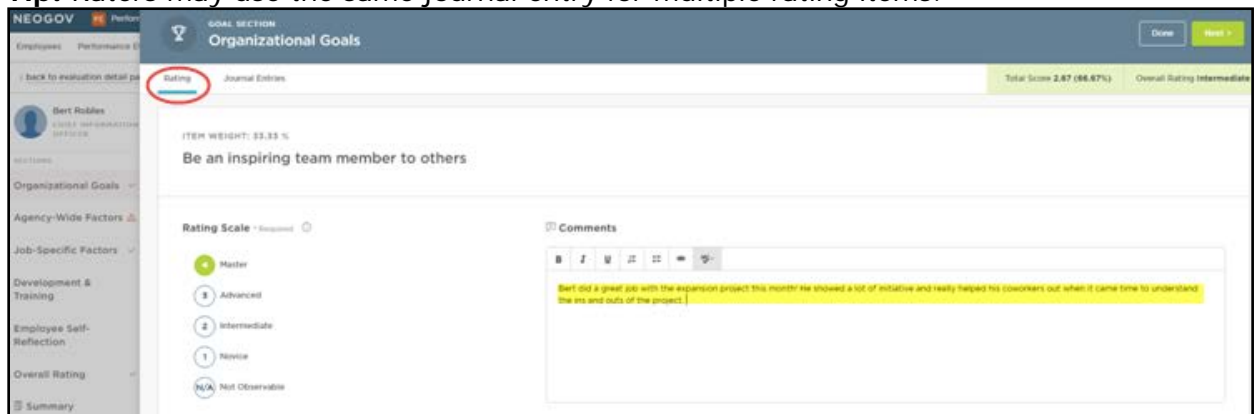 Tip: Raters may use the same journal entry for multiple rating items.
NEOGOV PE Perform
GOAL SECTION
Organizational Goals
Done
Next >
Employees Performance E
‹ back to evaluation detail pa
Rating Journal Entries
Total Score 2.67 (66.67%) Overall Rating Intermediate
Bert Robles
CHIEF INFORMATION
OFFICER
ITEM WEIGHT: 33.33 %
Be an inspiring team member to others
SECTIONS
Organizational Goals
Agency-Wide Factors
Job-Specific Factors
Development &
Training
Employee Self-
Reflection
Overall Rating
Summary
Rating Scale - Required
4 Master
3 Advanced
2 Intermediate
1 Novice
N/A Not Observable
Comments
B I U
Bert did a great job with the expansion project this month! He showed a lot of initiative and really helped his coworkers out when it came time to understand
the ins and outs of the project.